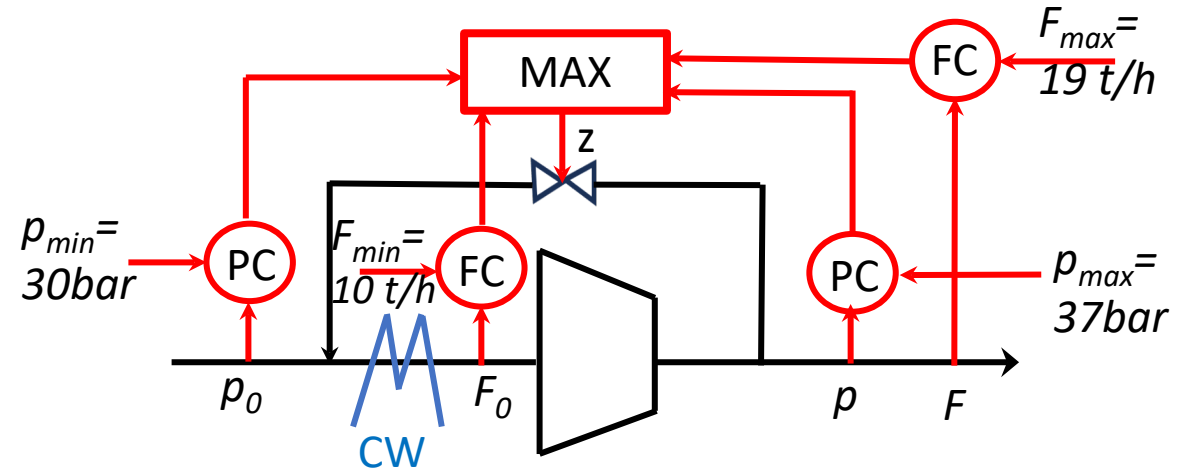 F_max=
19 t/h
FC
MAX
z
p_min=
30bar
PC
F_min=
10 t/h
FC
PC
p_max=
37bar
p_0
F_0
p
F
CW